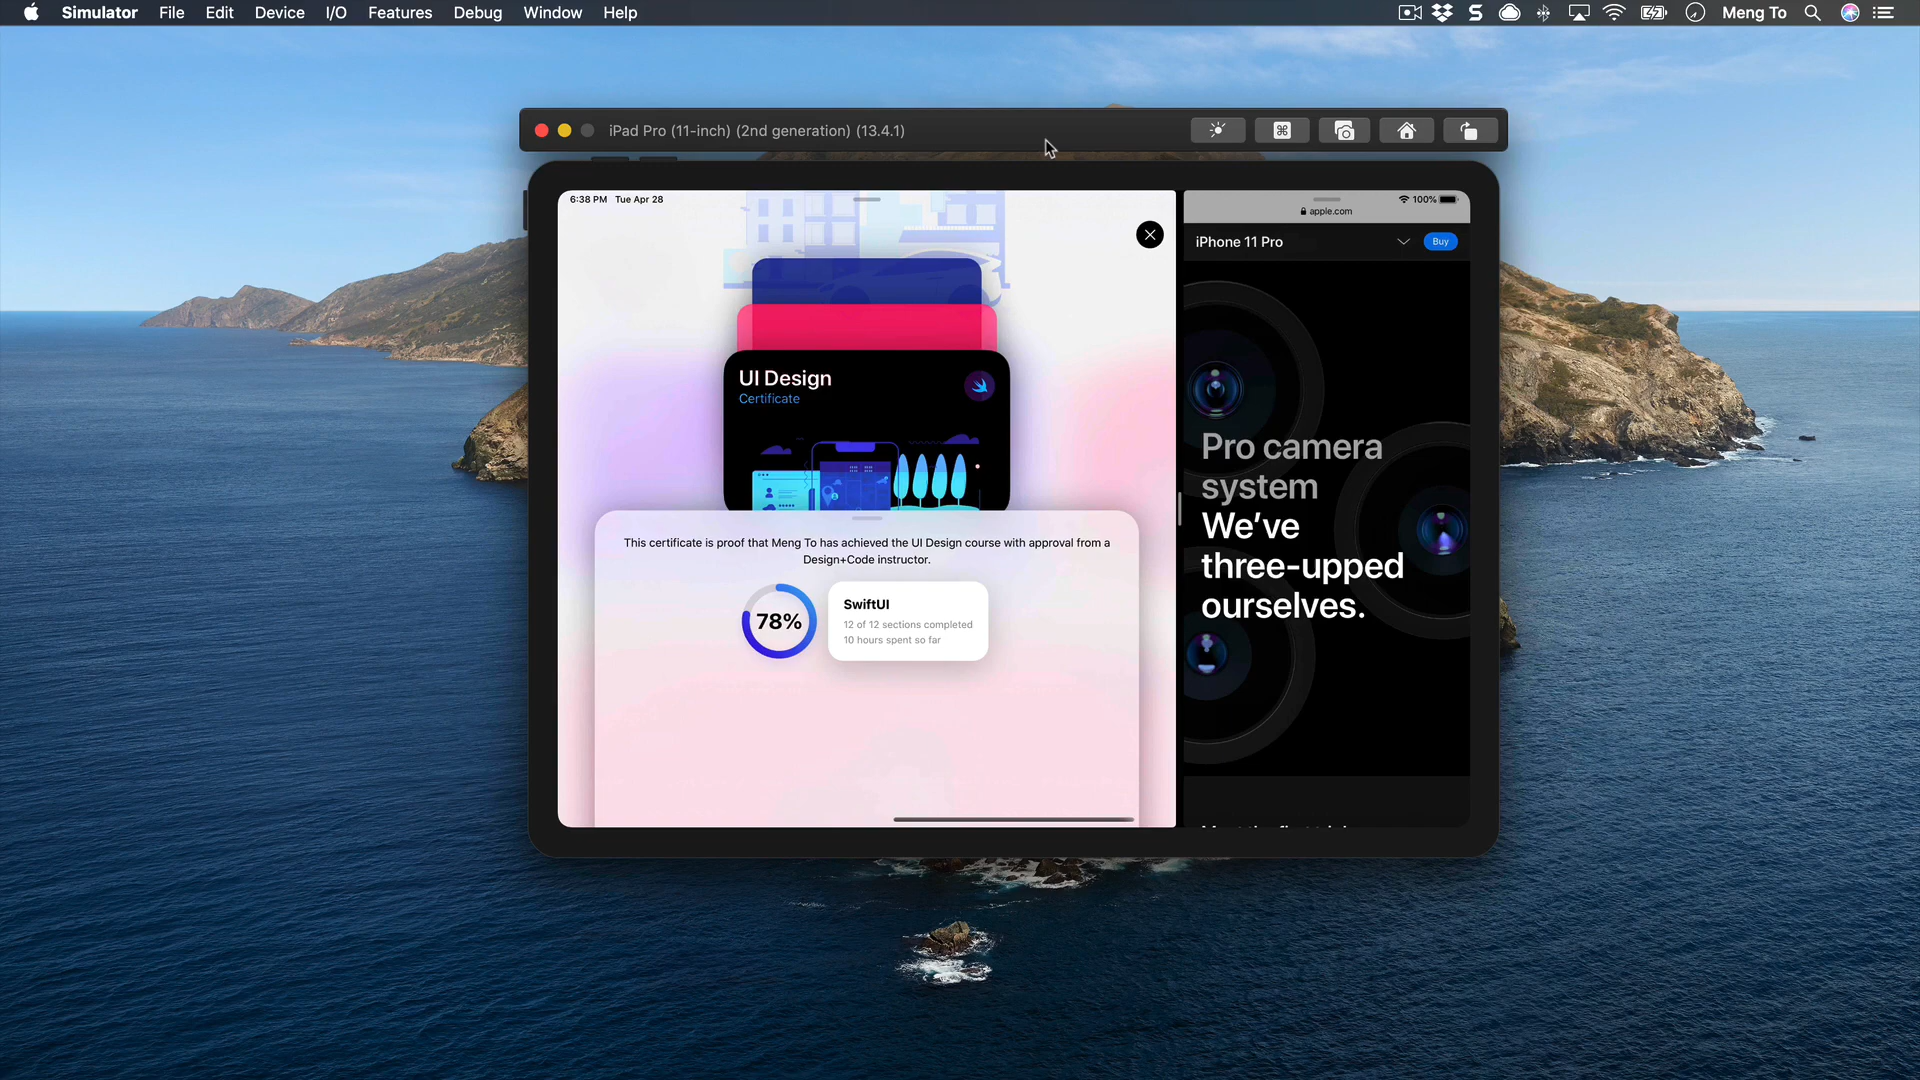 Simulator File Edit Device I/O Features Debug Window Help
Meng To
iPad Pro (11-inch) (2nd generation) (13.4.1)
6:38 PM Tue Apr 28
UI Design
Certificate
This certificate is proof that Meng To has achieved the UI Design course with approval from a
Design+Code instructor.
78%
SwiftUI
12 of 12 sections completed
10 hours spent so far
100%
apple.com
iPhone 11 Pro
Buy
Pro camera
system
We’ve
three-upped
ourselves.